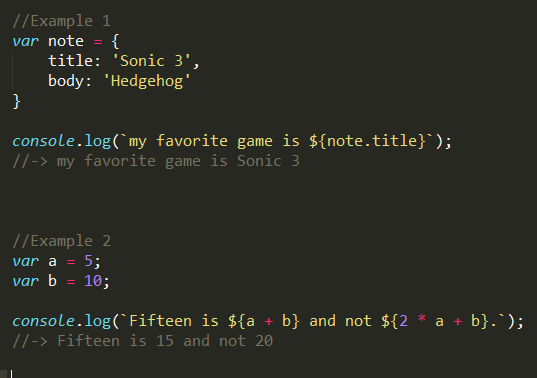 //Example 1
var note = {
    title: 'Sonic 3',
    body: 'Hedgehog'
}
console.log(`my favorite game is ${note.title}`);
//-> my favorite game is Sonic 3
//Example 2
var a = 5;
var b = 10;
console.log(`Fifteen is ${a + b} and not ${2 * a + b}.`);
//-> Fifteen is 15 and not 20